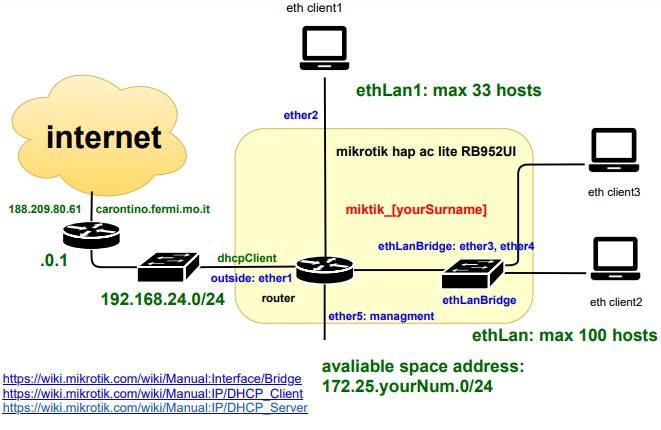 eth client1
ethLan1: max 33 hosts
ether2
internet
mikrotik hap ac lite RB952UI
eth client3
188.209.80.61 carontino.fermi.mo.it
miktik_[yourSurname]
.0.1
dhcpClient
ethLanBridge: ether3, ether4
outside: ether1
192.168.24.0/24
router
ethLanBridge
eth client2
ether5: managment
ethLan: max 100 hosts
avaliable space address:
172.25.yourNum.0/24
https://wiki.mikrotik.com/wiki/Manual:Interface/Bridge
https://wiki.mikrotik.com/wiki/Manual:IP/DHCP_Client
https://wiki.mikrotik.com/wiki/Manual:IP/DHCP_Server